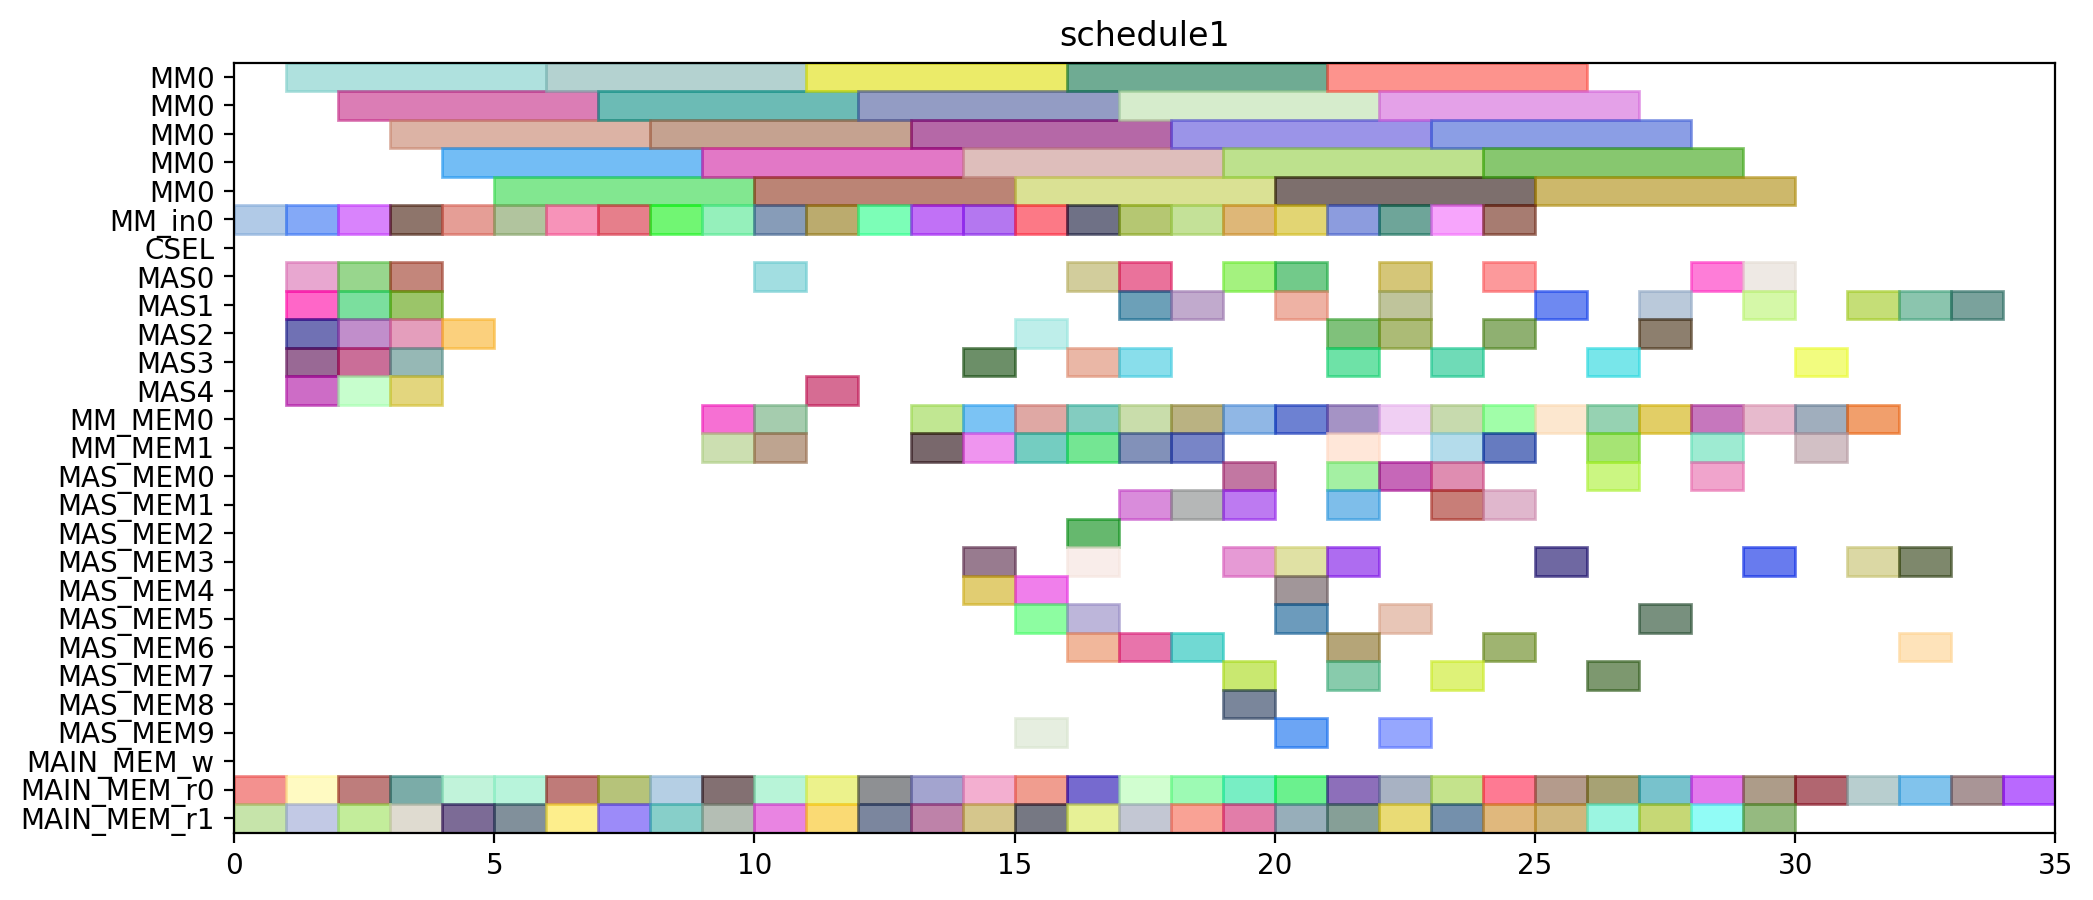 schedule1
MM0
MM0
MM0
MM0
MM0
MM_in0
CSEL
MAS0
MAS1
MAS2
MAS3
MAS4
MM_MEM0
MM_MEM1
MAS_MEM0
MAS_MEM1
MAS_MEM2
MAS_MEM3
MAS_MEM4
MAS_MEM5
MAS_MEM6
MAS_MEM7
MAS_MEM8
MAS_MEM9
MAIN_MEM_w
MAIN_MEM_r0
MAIN_MEM_r1
0 5 10 15 20 25 30 35